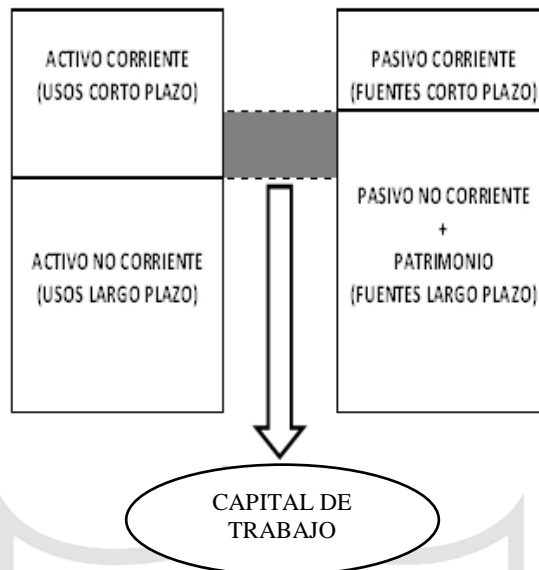 ACTIVO CORRIENTE
(USOS CORTO PLAZO)
PASIVO CORRIENTE
(FUENTES CORTO PLAZO)
ACTIVO NO CORRIENTE
(USOS LARGO PLAZO)
PASIVO NO CORRIENTE
+
PATRIMONIO
(FUENTES LARGO PLAZO)
CAPITAL DE
TRABAJO